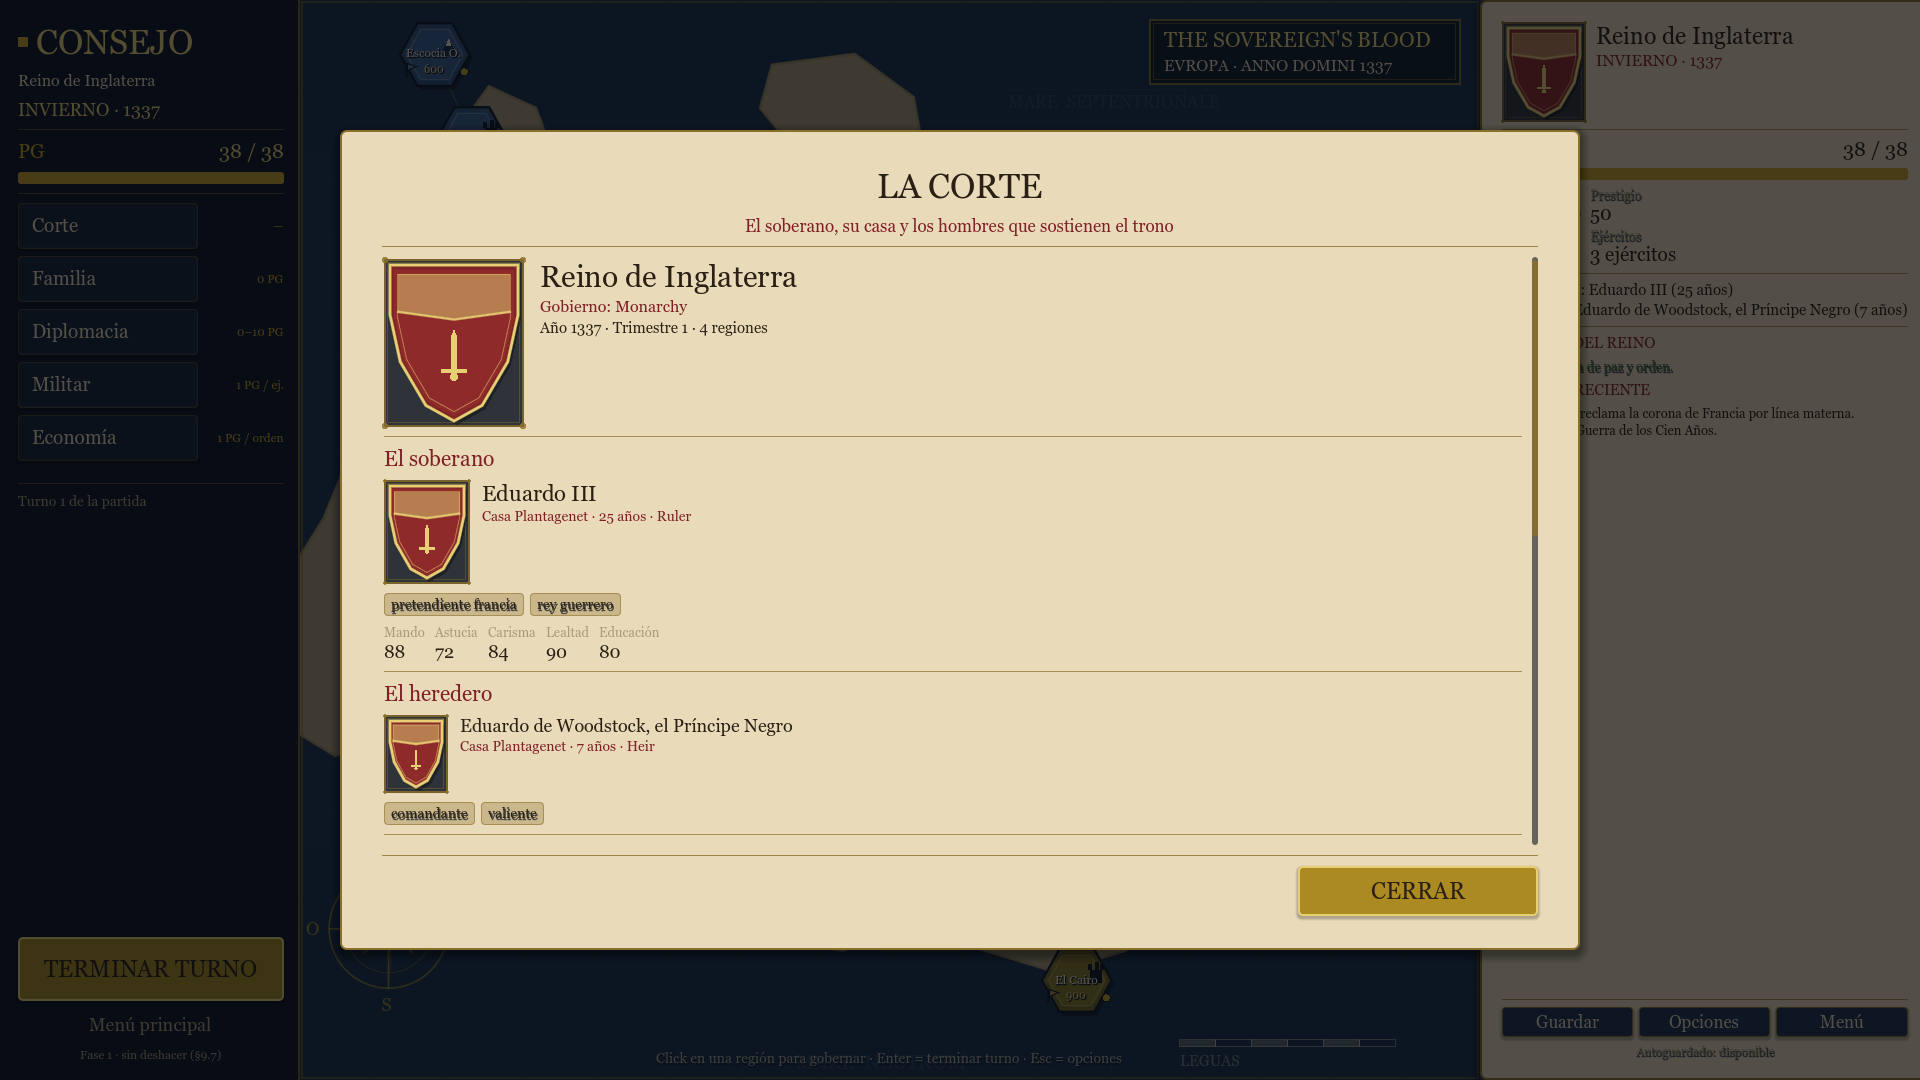 CONSEJO
Reino de Inglaterra
INVIERNO · 1337
PG 38 / 38
Corte –
Familia 0 PG
Diplomacia 0–10 PG
Militar 1 PG / ej.
Economía 1 PG / orden
Turno 1 de la partida
TERMINAR TURNO
Menú principal
Fase 1 · sin deshacer (§9.7)
Escocia O.
600
THE SOVEREIGN'S BLOOD
EVROPA · ANNO DOMINI 1337
MARE SEPTENTRIONALE
LA CORTE
El soberano, su casa y los hombres que sostienen el trono
Reino de Inglaterra
Gobierno: Monarchy
Año 1337 · Trimestre 1 · 4 regiones
El soberano
Eduardo III
Casa Plantagenet · 25 años · Ruler
pretendiente francia rey guerrero
Mando Astucia Carisma Lealtad Educación
88 72 84 90 80
El heredero
Eduardo de Woodstock, el Príncipe Negro
Casa Plantagenet · 7 años · Heir
comandante valiente
CERRAR
O
S
El Cairo
900
Click en una región para gobernar · Enter = terminar turno · Esc = opciones
LEGUAS
Reino de Inglaterra
INVIERNO · 1337
38 / 38
Prestigio
50
Ejércitos
3 ejércitos
: Eduardo III (25 años)
Eduardo de Woodstock, el Príncipe Negro (7 años)
DEL REINO
de paz y orden.
RECIENTE
reclama la corona de Francia por línea materna.
Guerra de los Cien Años.
Guardar Opciones Menú
Autoguardado: disponible